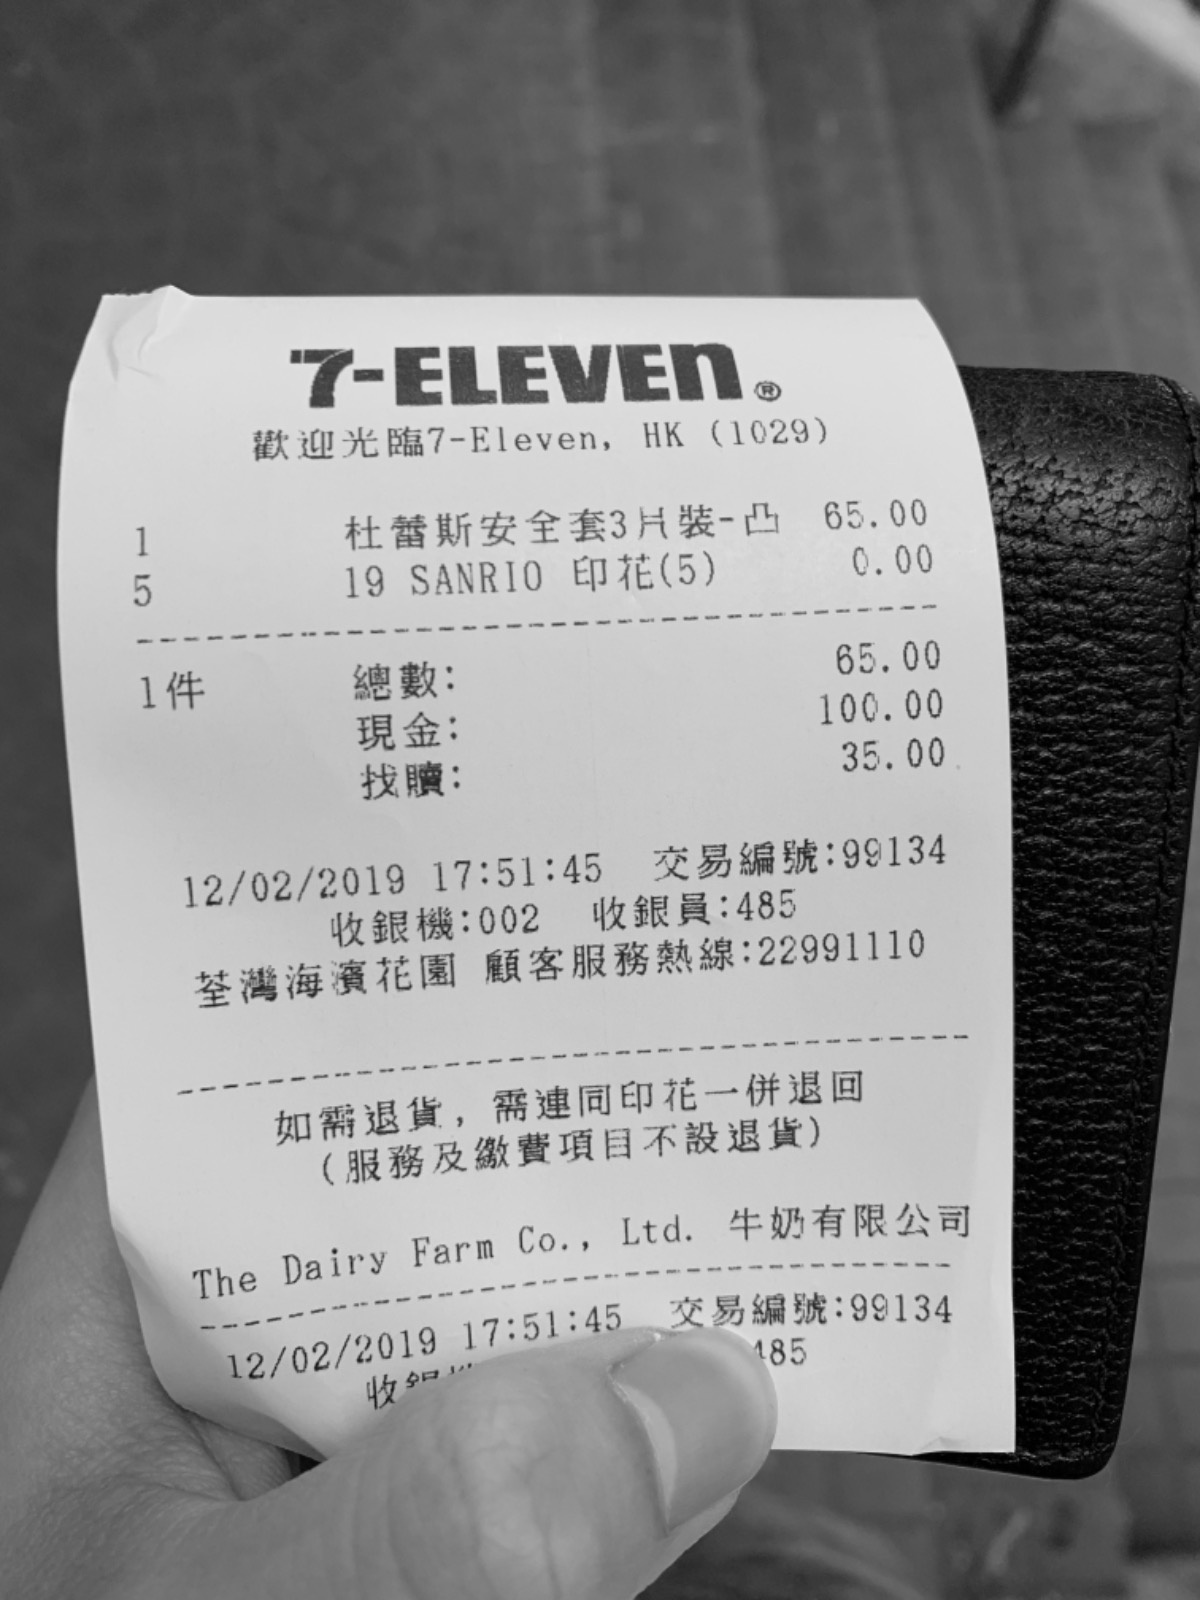 7-ELEVEN®
歡迎光臨7-Eleven, HK (1029)
1 杜蕾斯安全套3片裝-凸 65.00
5 19 SANRIO 印花(5) 0.00
1件 總數: 65.00
現金: 100.00
找贖: 35.00
12/02/2019 17:51:45 交易編號:99134
收銀機:002 收銀員:485
荃灣海濱花園 顧客服務熱線:22991110
如需退貨, 需連同印花一併退回
(服務及繳費項目不設退貨)
The Dairy Farm Co., Ltd. 牛奶有限公司
12/02/2019 17:51:45 交易編號:99134
收銀 485